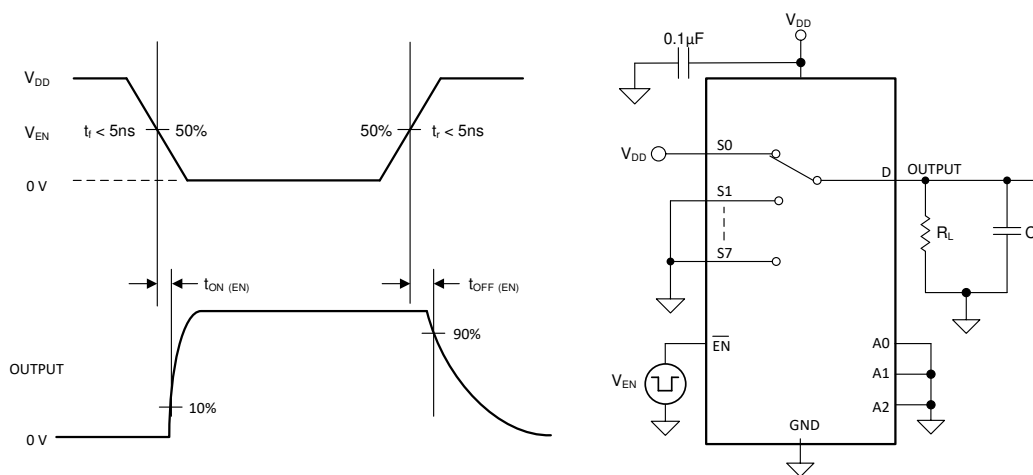 V_DD
V_EN
0 V
t_f < 5ns
50%
50%
t_r < 5ns
t_ON (EN)
t_OFF (EN)
OUTPUT
0 V
10%
90%
V_DD
0.1µF
V_DD
S0
S1
S7
D
OUTPUT
R_L
EN
V_EN
A0
A1
A2
GND